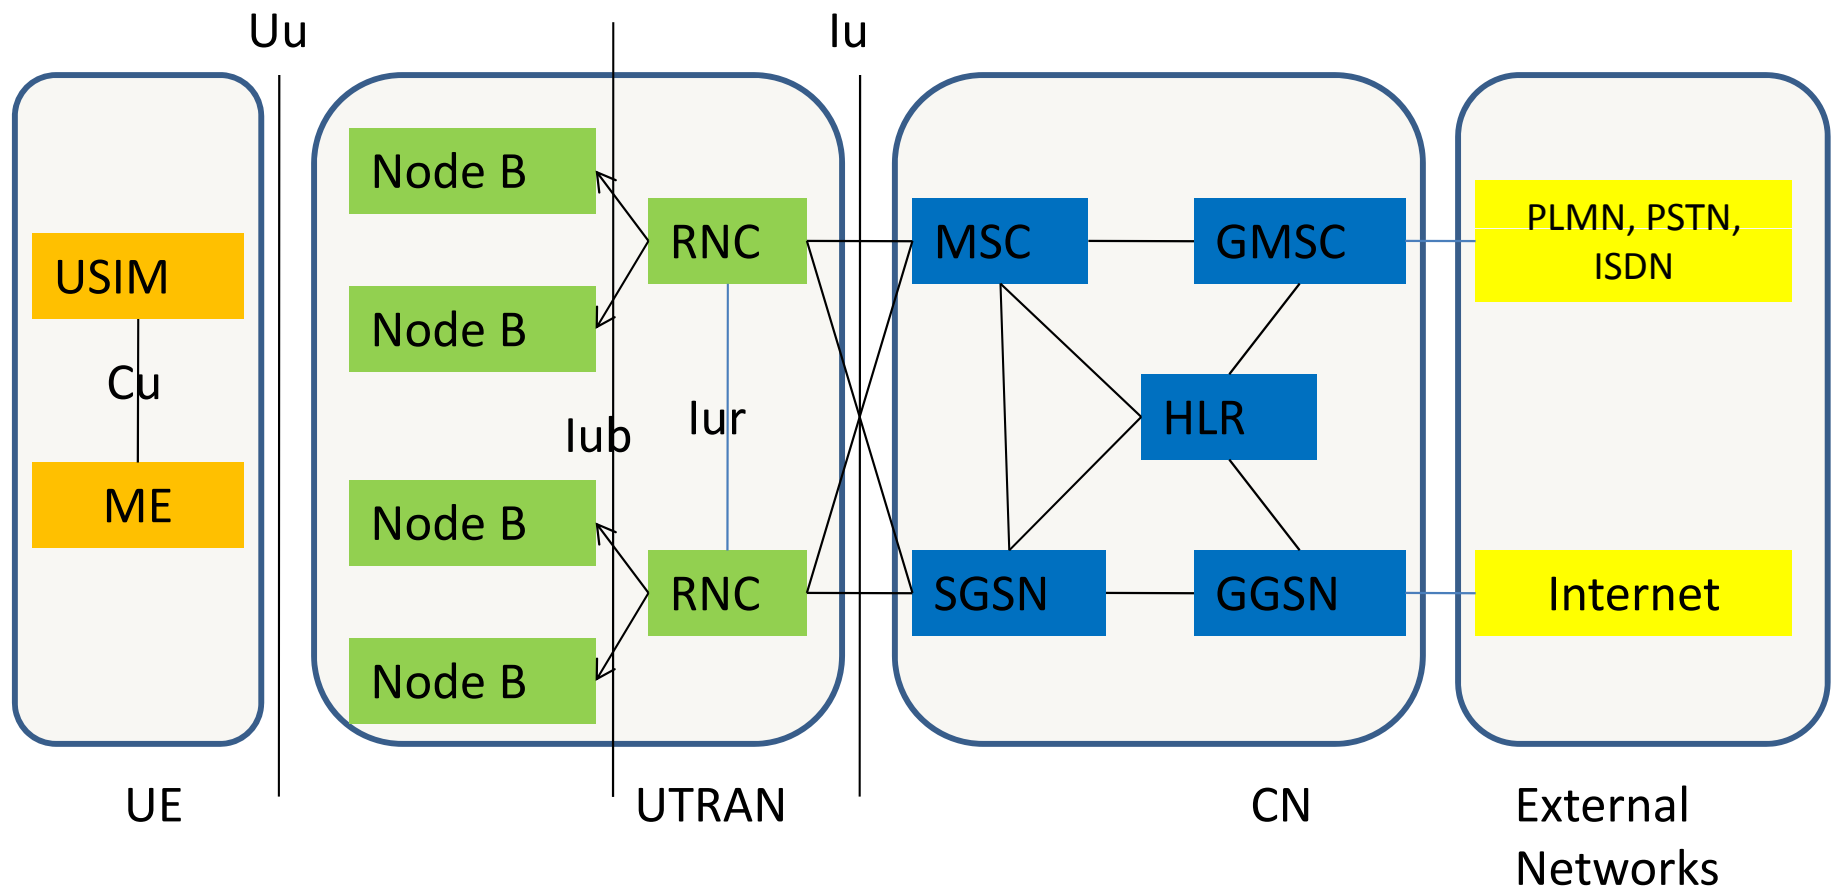 Uu
Iu
Node B
RNC
MSC
GMSC
PLMN, PSTN,
ISDN
USIM
Node B
Cu
Iub
Iur
HLR
ME
Node B
RNC
SGSN
GGSN
Internet
Node B
UE
UTRAN
CN
External
Networks